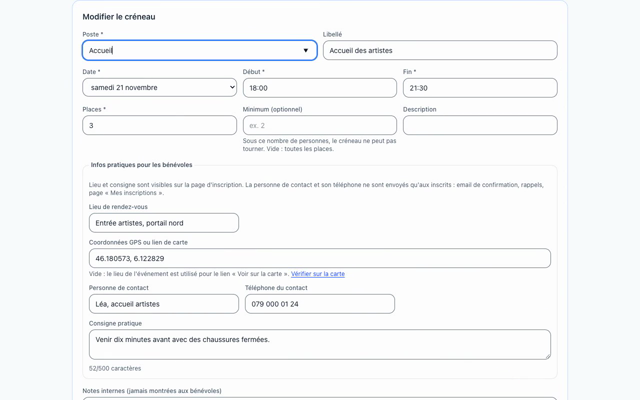 Modifier le créneau
Poste *
Libellé
Accueil
Accueil des artistes
Date *
Début *
Fin *
samedi 21 novembre
18:00
21:30
Places *
Minimum (optionnel)
Description
3
ex. 2
Sous ce nombre de personnes, le créneau ne peut pas
tourner. Vide : toutes les places.
Infos pratiques pour les bénévoles
Lieu et consigne sont visibles sur la page d'inscription. La personne de contact et son téléphone ne sont envoyés qu'aux inscrits : email de confirmation, rappels,
page « Mes inscriptions ».
Lieu de rendez-vous
Entrée artistes, portail nord
Coordonnées GPS ou lien de carte
46.180573, 6.122829
Vide : le lieu de l'événement est utilisé pour le lien « Voir sur la carte ». Vérifier sur la carte
Personne de contact
Téléphone du contact
Léa, accueil artistes
079 000 01 24
Consigne pratique
Venir dix minutes avant avec des chaussures fermées.
52/500 caractères
Notes internes (jamais montrées aux bénévoles)